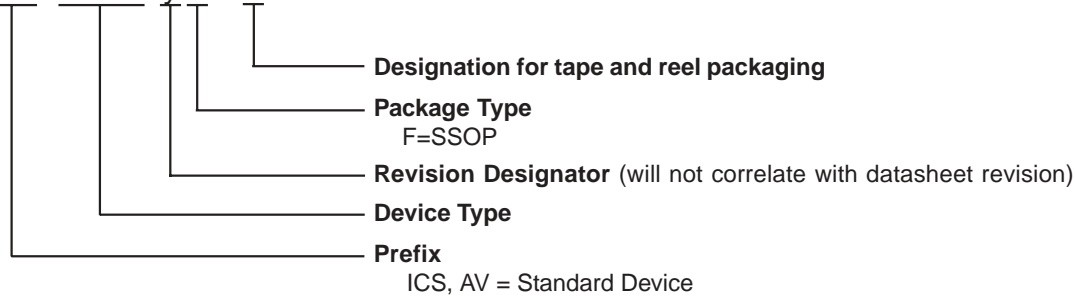 Designation for tape and reel packaging
Package Type
F=SSOP
Revision Designator (will not correlate with datasheet revision)
Device Type
Prefix
ICS, AV = Standard Device